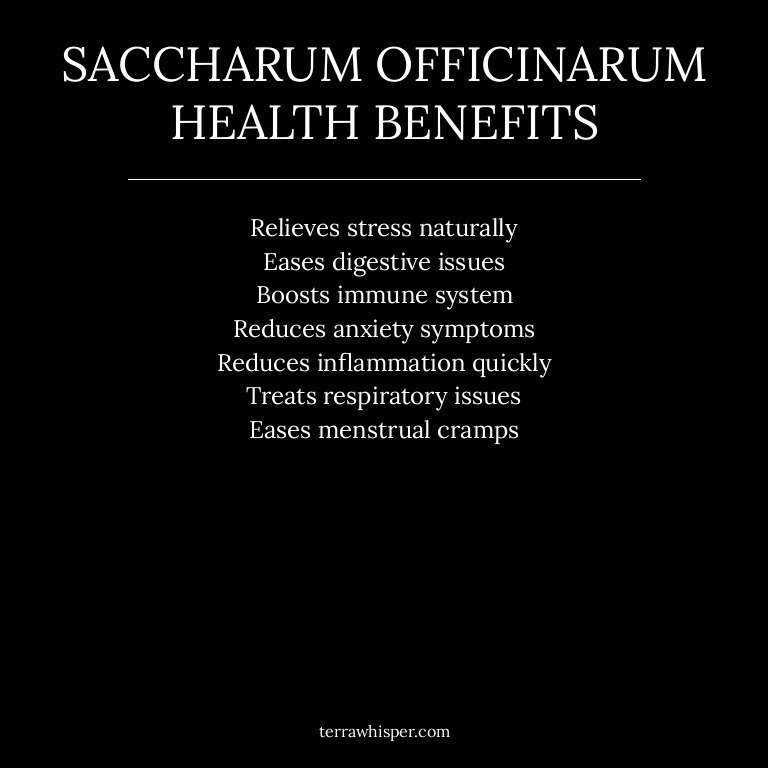 SACCHARUM OFFICINARUM
HEALTH BENEFITS
Relieves stress naturally
Eases digestive issues
Boosts immune system
Reduces anxiety symptoms
Reduces inflammation quickly
Treats respiratory issues
Eases menstrual cramps
terrawhisper.com